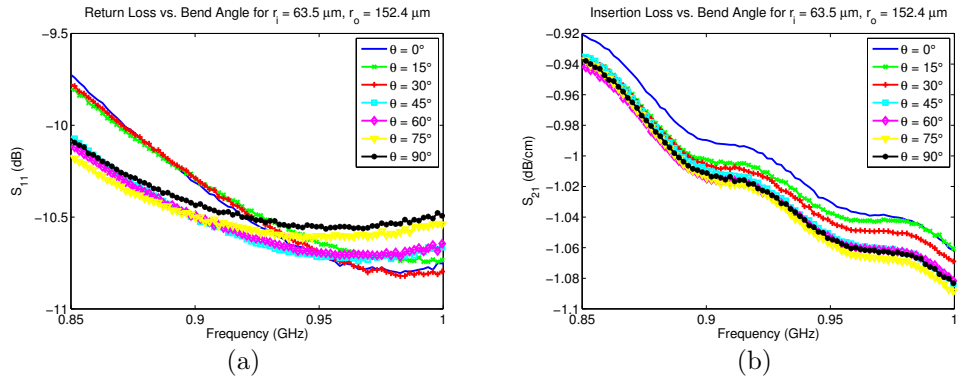 Return Loss vs. Bend Angle for r_i = 63.5 μm, r_o = 152.4 μm
−9.5
−10
−10.5
−11
S_11 (dB)
0.85
0.9
0.95
1
Frequency (GHz)
θ = 0°
θ = 15°
θ = 30°
θ = 45°
θ = 60°
θ = 75°
θ = 90°
(a)
Insertion Loss vs. Bend Angle for r_i = 63.5 μm, r_o = 152.4 μm
−0.92
−0.94
−0.96
−0.98
−1
−1.02
−1.04
−1.06
−1.08
−1.1
S_21 (dB/cm)
0.85
0.9
0.95
1
Frequency (GHz)
θ = 0°
θ = 15°
θ = 30°
θ = 45°
θ = 60°
θ = 75°
θ = 90°
(b)